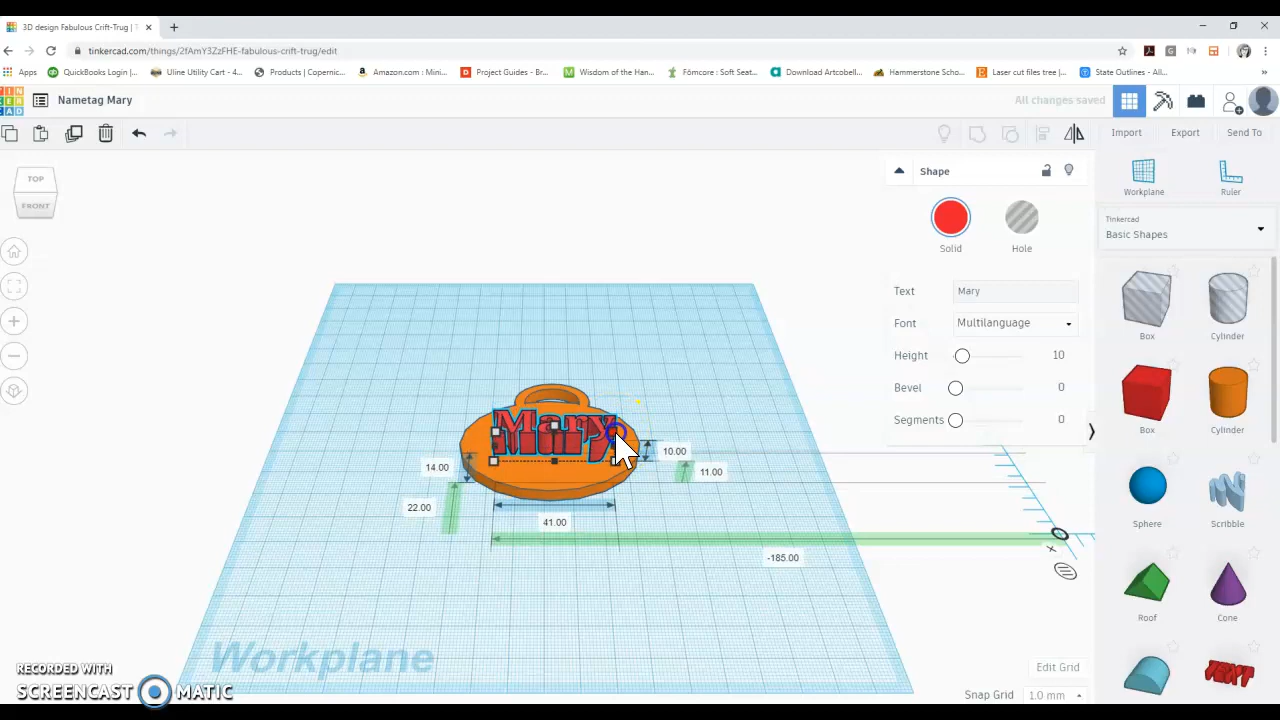 3D design Fabulous Crift-Trug | T
tinkercad.com/things/2fAmY3ZzFHE-fabulous-crift-trug/edit
Apps QuickBooks Login |... Uline Utility Cart - 4... Products | Copernic... Amazon.com : Mini... Project Guides - Br... Wisdom of the Han... Fōmcore : Soft Seat... Download Artcobell... Hammerstone Scho... Laser cut files tree |... State Outlines - All... »
TIN
KER
CAD
Nametag Mary
All changes saved
Import Export Send To
TOP
FRONT
Shape
Workplane Ruler
Solid Hole
Tinkercad
Basic Shapes
Text Mary
Font Multilanguage
Height 10
Bevel 0
Segments 0
Box Cylinder
Box Cylinder
Mary
14.00
10.00
11.00
22.00
41.00
-185.00
Sphere Scribble
Roof Cone
TEXT
Workplane
Edit Grid
Snap Grid 1.0 mm
RECORDED WITH
SCREENCAST MATIC